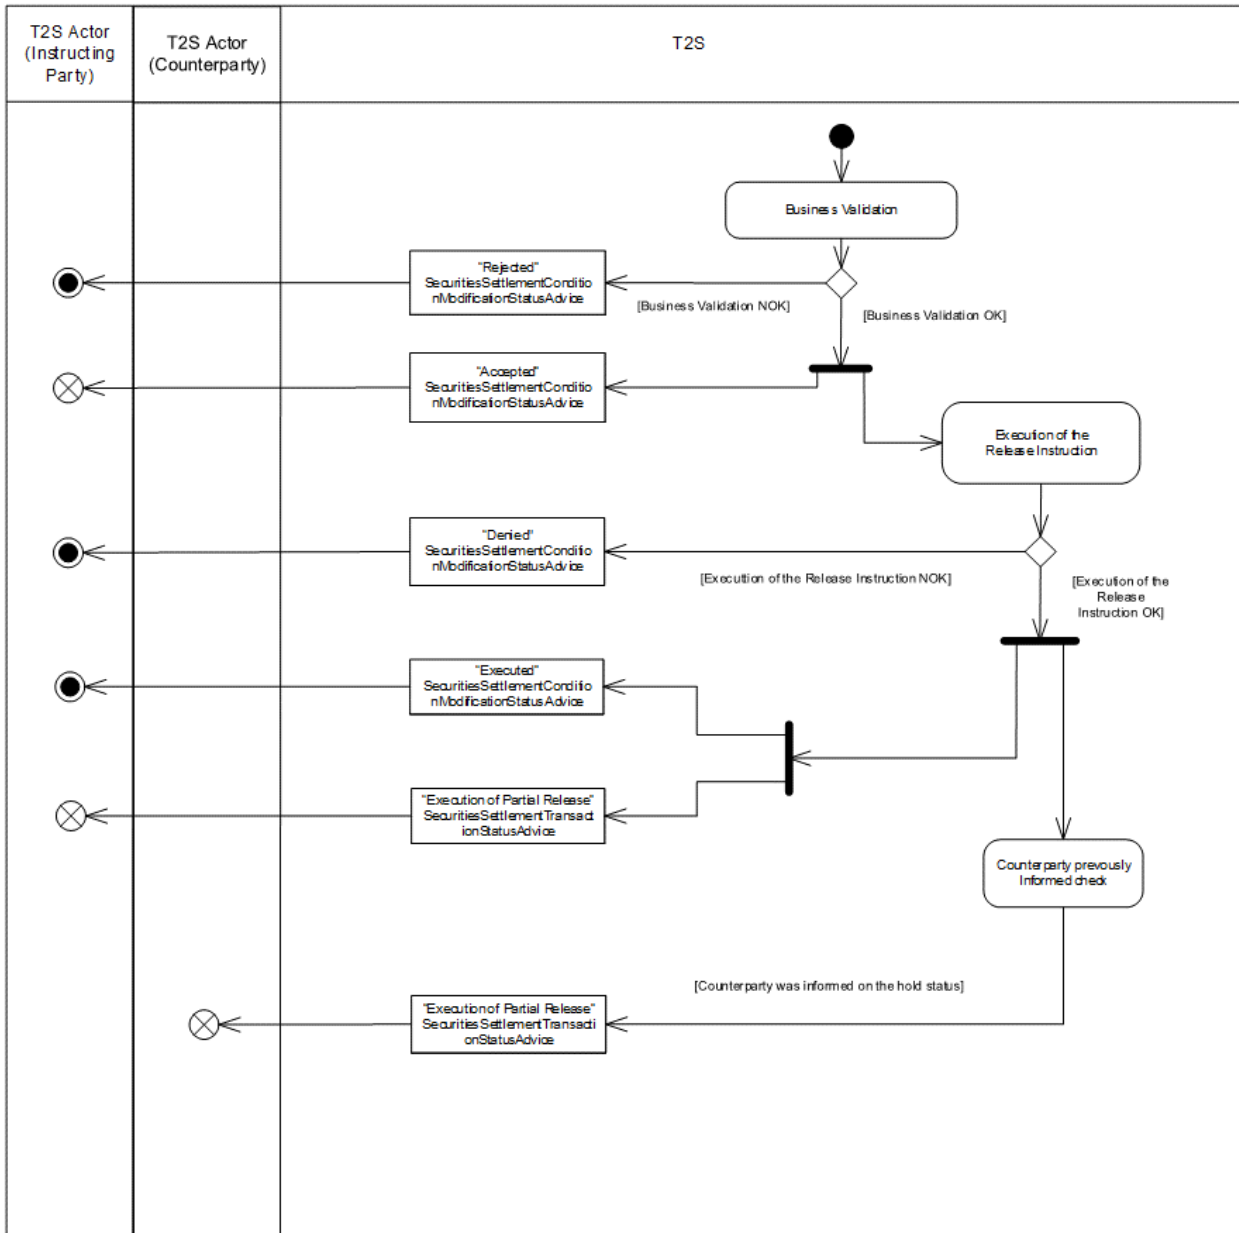 T2S Actor
(Instructing
Party)
T2S Actor
(Counterparty)
T2S
Business Validation
"Rejected"
SecuritiesSettlementConditio
nModificationStatusAdvice
[Business Validation NOK]
[Business Validation OK]
"Accepted"
SecuritiesSettlementConditio
nModificationStatusAdvice
Execution of the
Release Instruction
"Denied"
SecuritiesSettlementConditio
nModificationStatusAdvice
[Executtion of the Release Instruction NOK]
[Execution of the
Release
Instruction OK]
"Executed"
SecuritiesSettlementConditio
nModificationStatusAdvice
"Execution of Partial Release"
SecuritiesSettlementTransact
ionStatusAdvice
Counterparty prevously
Informed check
[Counterparty was informed on the hold status]
"Execution of Partial Release"
SecuritiesSettlementTransacti
onStatusAdvice